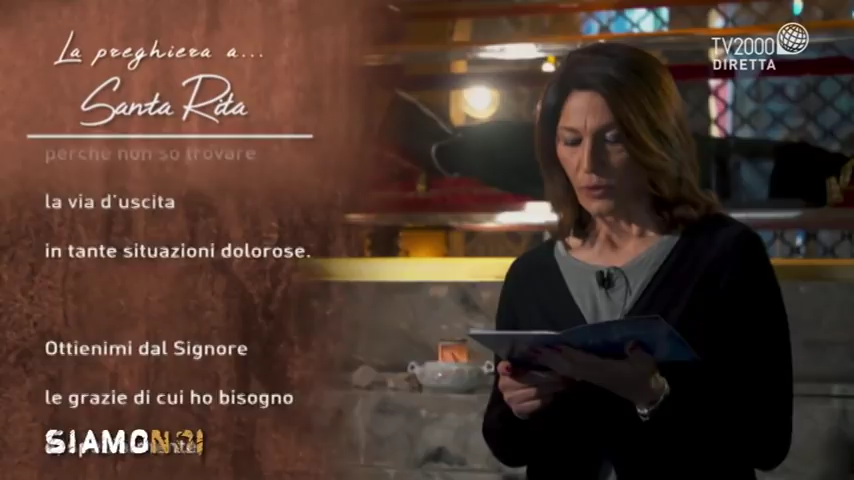 La preghiera a...
Santa Rita
perché non so trovare
la via d'uscita
in tante situazioni dolorose.
Ottienimi dal Signore
le grazie di cui ho bisogno
SIAMO NOI
TV2000
DIRETTA